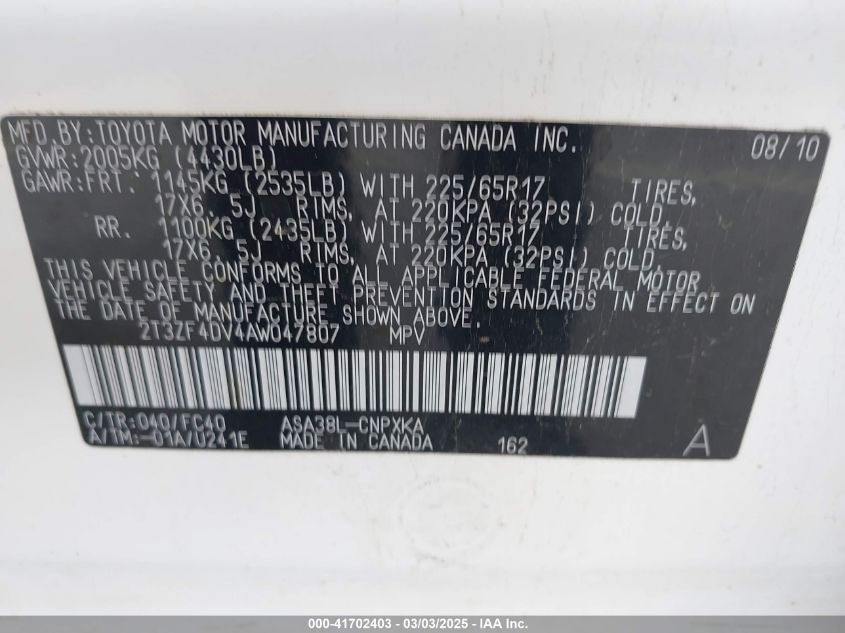 MFD. BY: TOYOTA MOTOR MANUFACTURING CANADA INC. 08/10
GVWR: 2005KG (4430LB)
GAWR: FRT. 1145KG (2535LB) WITH 225/65R17 TIRES,
17X6.5J RIMS, AT 220KPA (32PSI) COLD,
RR. 1100KG (2435LB) WITH 225/65R17 TIRES,
17X6.5J RIMS, AT 220KPA (32PSI) COLD.
THIS VEHICLE CONFORMS TO ALL APPLICABLE FEDERAL MOTOR
VEHICLE SAFETY AND THEFT PREVENTION STANDARDS IN EFFECT ON
THE DATE OF MANUFACTURE SHOWN ABOVE.
2T3ZF4DV4AW047807 MPV
C/TR: 040/FC40 ASA38L-CNPXKA
A/TM: -01A/U241E MADE IN CANADA 162 A
000-41702403 - 03/03/2025 - IAA Inc.